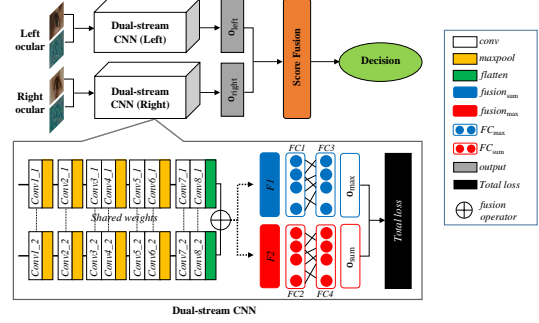 Left
ocular
Dual-stream
CNN (Left)
o_left
Right
ocular
Dual-stream
CNN (Right)
o_right
Score Fusion
Decision
conv
maxpool
flatten
fusion_sum
fusion_max
FC_max
FC_sum
output
Total loss
fusion
operator
Conv1_1
Conv2_1
Conv3_1
Conv4_1
Conv5_1
Conv6_1
Conv7_1
Conv8_1
Shared weights
Conv1_2
Conv2_2
Conv3_2
Conv4_2
Conv5_2
Conv6_2
Conv7_2
Conv8_2
F1
FC1
FC3
o_max
F2
FC2
FC4
o_sum
Total loss
Dual-stream CNN